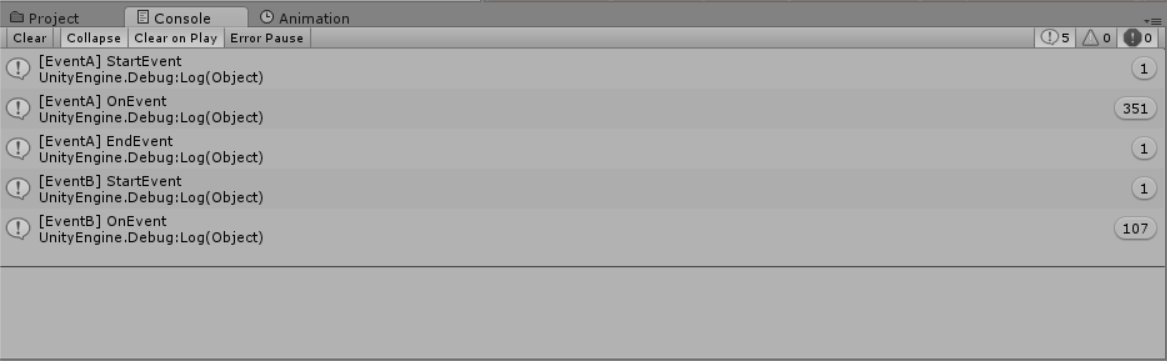 Project Console Animation
Clear Collapse Clear on Play Error Pause 5 0 0
[EventA] StartEvent
UnityEngine.Debug:Log(Object)
1
[EventA] OnEvent
UnityEngine.Debug:Log(Object)
351
[EventA] EndEvent
UnityEngine.Debug:Log(Object)
1
[EventB] StartEvent
UnityEngine.Debug:Log(Object)
1
[EventB] OnEvent
UnityEngine.Debug:Log(Object)
107